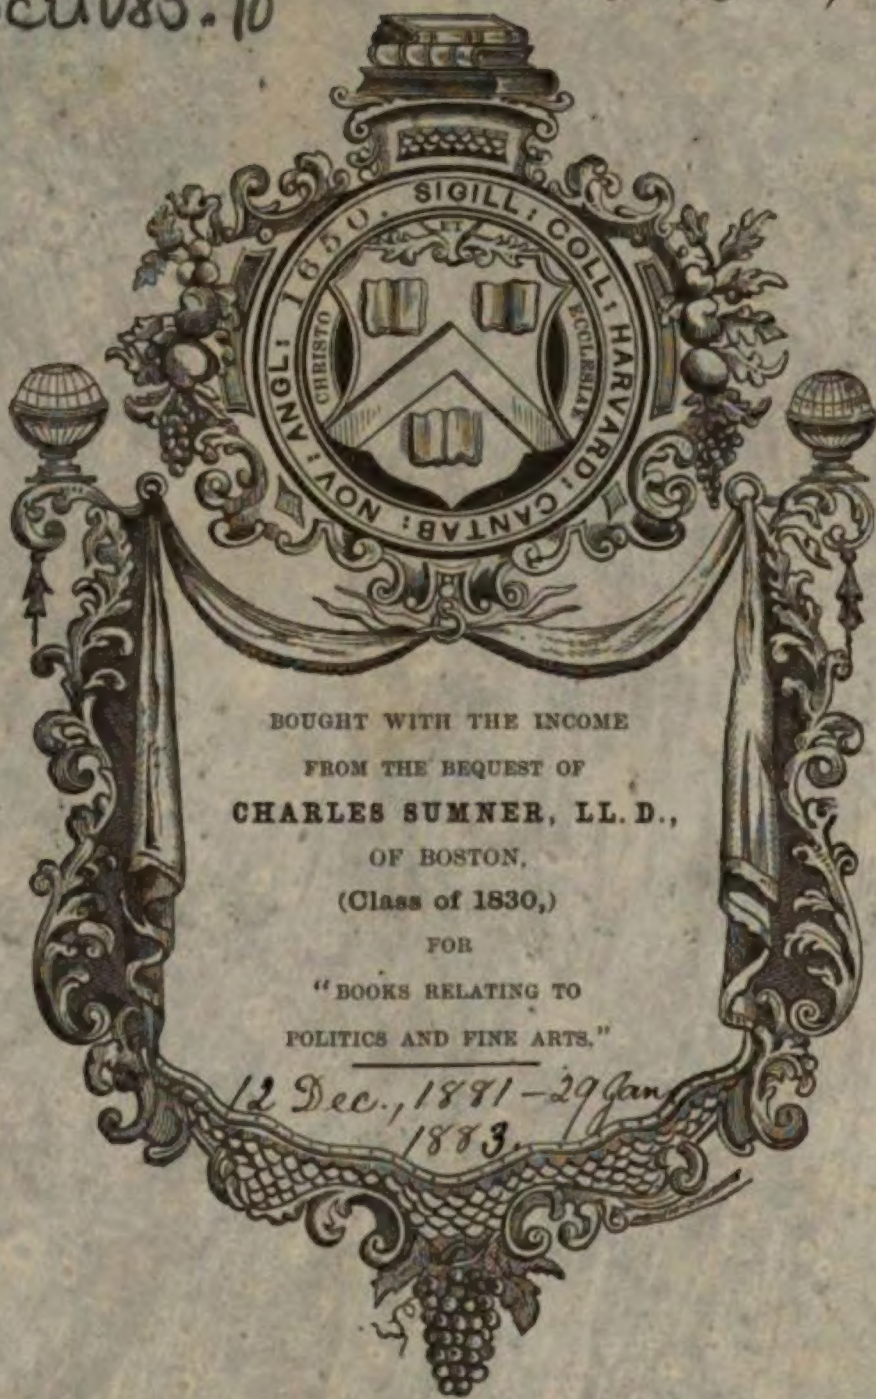 SIGILL: COLL: HARVARD: CANTAB: NOV: ANGL: 1650.
ET
CHRISTO
ECCLESIAE
BOUGHT WITH THE INCOME
FROM THE BEQUEST OF
CHARLES SUMNER, LL.D.,
OF BOSTON,
(Class of 1830,)
FOR
"BOOKS RELATING TO
POLITICS AND FINE ARTS."
12 Dec., 1881 - 29 Jan
1883.